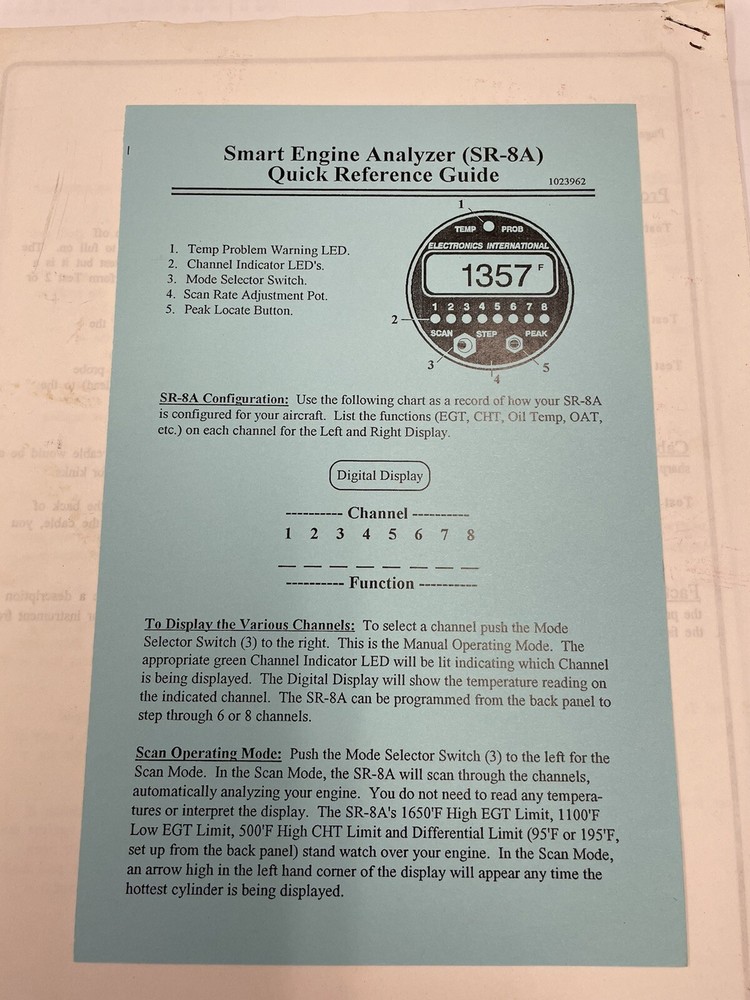 Smart Engine Analyzer (SR-8A)
Quick Reference Guide
1023962
1. Temp Problem Warning LED.
2. Channel Indicator LED's.
3. Mode Selector Switch.
4. Scan Rate Adjustment Pot.
5. Peak Locate Button.
1
TEMP PROB
ELECTRONICS INTERNATIONAL
1357 F
1 2 3 4 5 6 7 8
2
SCAN STEP PEAK
3
5
4
SR-8A Configuration: Use the following chart as a record of how your SR-8A
is configured for your aircraft. List the functions (EGT, CHT, Oil Temp, OAT,
etc.) on each channel for the Left and Right Display.
Digital Display
---------- Channel ----------
1 2 3 4 5 6 7 8
__ __ __ __ __ __ __ __
---------- Function ----------
To Display the Various Channels: To select a channel push the Mode
Selector Switch (3) to the right. This is the Manual Operating Mode. The
appropriate green Channel Indicator LED will be lit indicating which Channel
is being displayed. The Digital Display will show the temperature reading on
the indicated channel. The SR-8A can be programmed from the back panel to
step through 6 or 8 channels.
Scan Operating Mode: Push the Mode Selector Switch (3) to the left for the
Scan Mode. In the Scan Mode, the SR-8A will scan through the channels,
automatically analyzing your engine. You do not need to read any tempera-
tures or interpret the display. The SR-8A's 1650'F High EGT Limit, 1100'F
Low EGT Limit, 500'F High CHT Limit and Differential Limit (95'F or 195'F,
set up from the back panel) stand watch over your engine. In the Scan Mode,
an arrow high in the left hand corner of the display will appear any time the
hottest cylinder is being displayed.